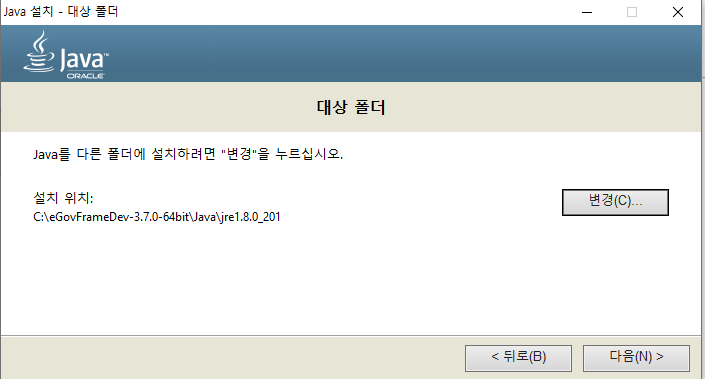 Java 설치 - 대상 폴더
Java™
ORACLE
대상 폴더
Java를 다른 폴더에 설치하려면 "변경"을 누르십시오.
설치 위치:
변경(C)...
C:\eGovFrameDev-3.7.0-64bit\Java\jre1.8.0_201
< 뒤로(B)
다음(N) >